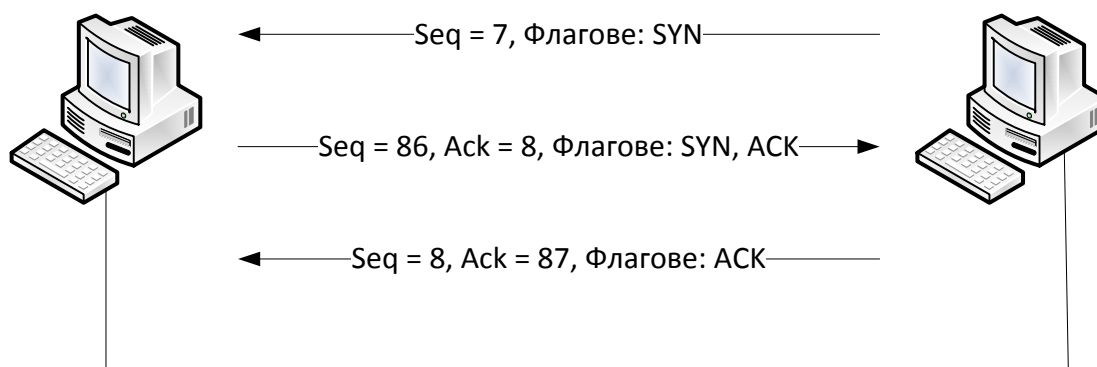 Seq = 7, Флагове: SYN
Seq = 86, Ack = 8, Флагове: SYN, ACK
Seq = 8, Ack = 87, Флагове: ACK